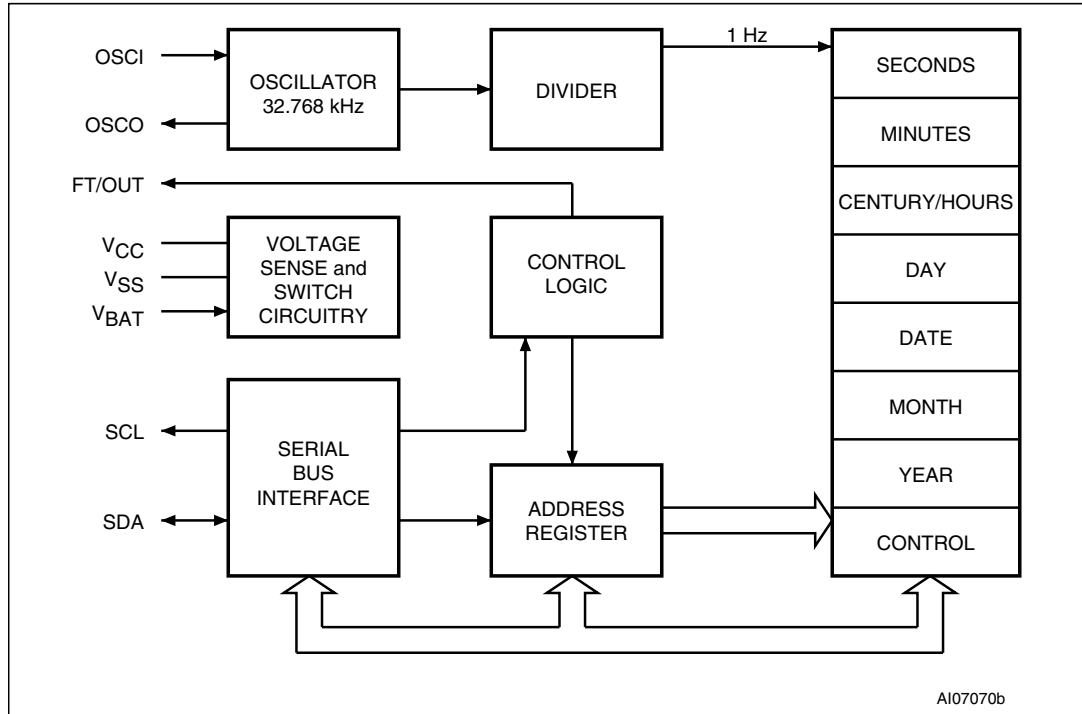 OSCI
OSCO
FT/OUT
VCC
VSS
VBAT
SCL
SDA
OSCILLATOR
32.768 kHz
DIVIDER
1 Hz
VOLTAGE
SENSE and
SWITCH
CIRCUITRY
CONTROL
LOGIC
SERIAL
BUS
INTERFACE
ADDRESS
REGISTER
SECONDS
MINUTES
CENTURY/HOURS
DAY
DATE
MONTH
YEAR
CONTROL
AI07070b